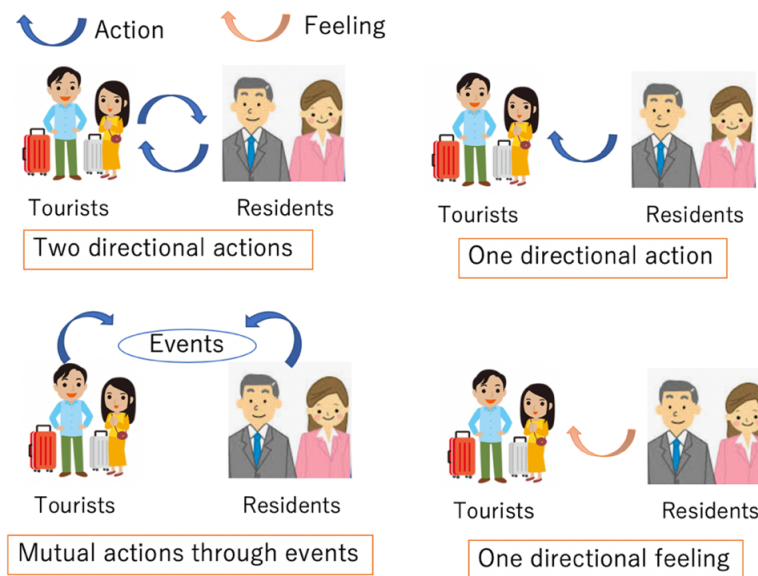 Action
Feeling
Tourists
Residents
Two directional actions
Tourists
Residents
One directional action
Events
Tourists
Residents
Mutual actions through events
Tourists
Residents
One directional feeling